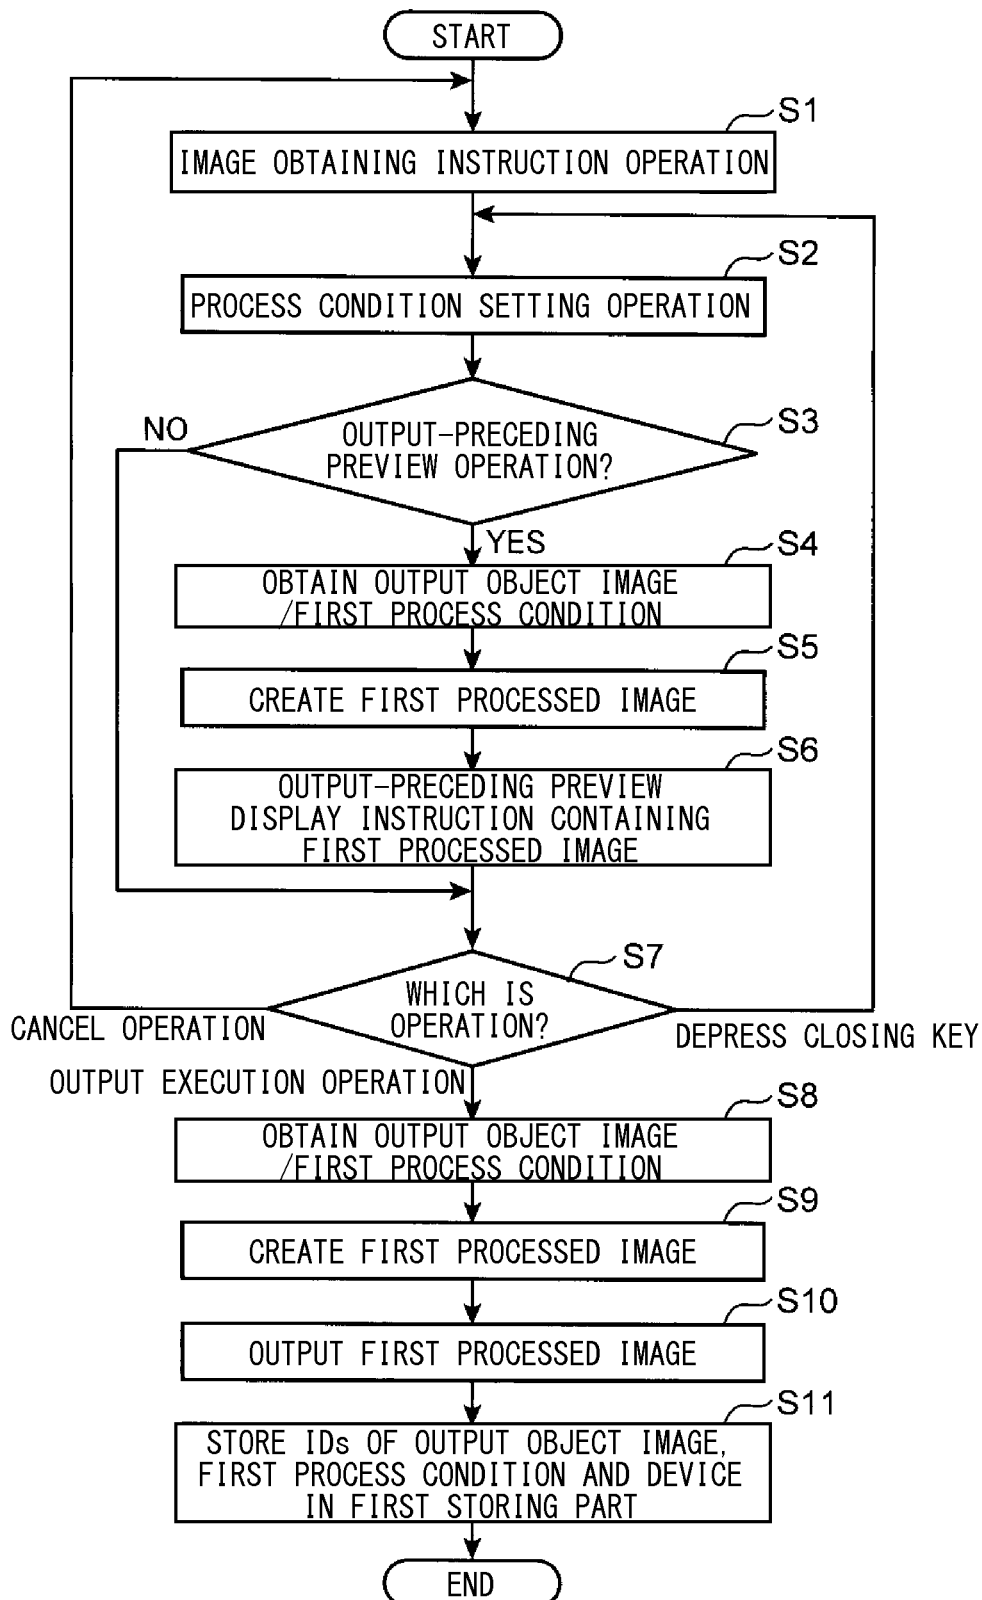 START
S1
IMAGE OBTAINING INSTRUCTION OPERATION
S2
PROCESS CONDITION SETTING OPERATION
S3
NO
OUTPUT-PRECEDING
PREVIEW OPERATION?
YES
S4
OBTAIN OUTPUT OBJECT IMAGE
/FIRST PROCESS CONDITION
S5
CREATE FIRST PROCESSED IMAGE
S6
OUTPUT-PRECEDING PREVIEW
DISPLAY INSTRUCTION CONTAINING
FIRST PROCESSED IMAGE
S7
WHICH IS
OPERATION?
CANCEL OPERATION
DEPRESS CLOSING KEY
OUTPUT EXECUTION OPERATION
S8
OBTAIN OUTPUT OBJECT IMAGE
/FIRST PROCESS CONDITION
S9
CREATE FIRST PROCESSED IMAGE
S10
OUTPUT FIRST PROCESSED IMAGE
S11
STORE IDs OF OUTPUT OBJECT IMAGE,
FIRST PROCESS CONDITION AND DEVICE
IN FIRST STORING PART
END